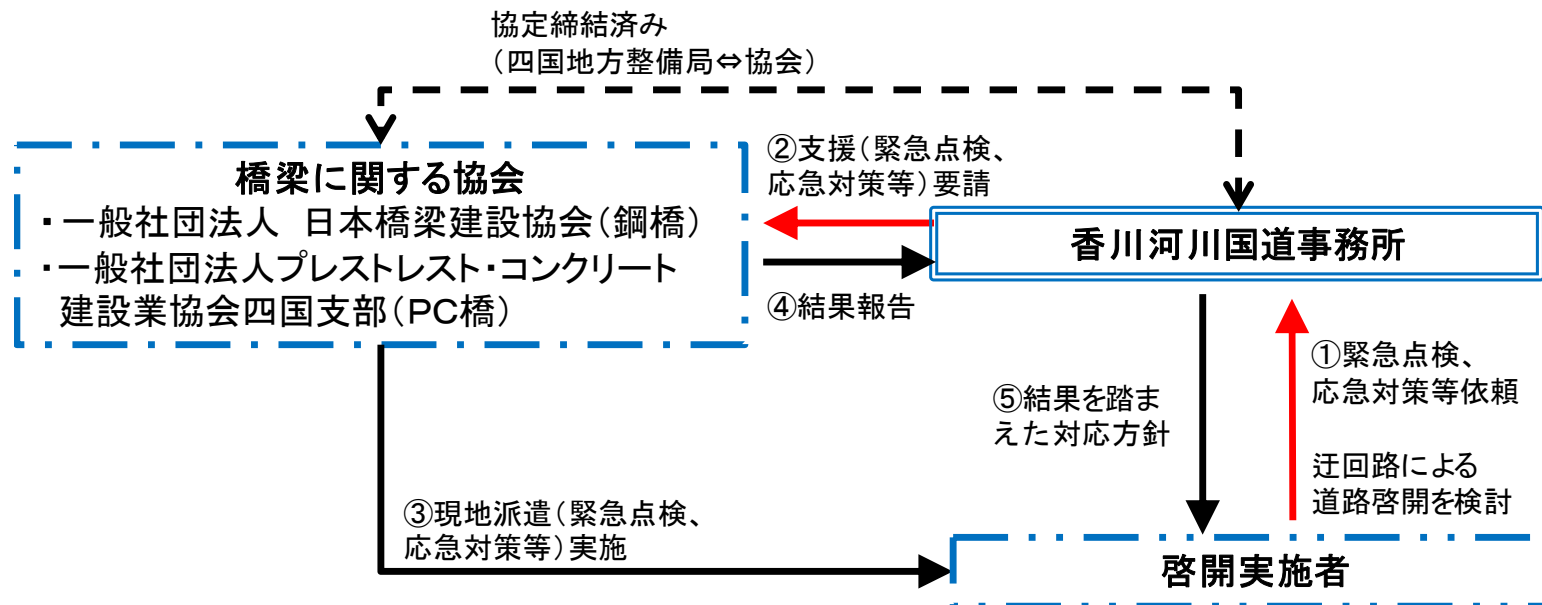 協定締結済み
(四国地方整備局⇔協会)
橋梁に関する協会
・一般社団法人　日本橋梁建設協会(鋼橋)
・一般社団法人プレストレスト・コンクリート
建設業協会四国支部(PC橋)
②支援(緊急点検、
応急対策等)要請
香川河川国道事務所
④結果報告
①緊急点検、
応急対策等依頼
⑤結果を踏ま
えた対応方針
迂回路による
道路啓開を検討
③現地派遣(緊急点検、
応急対策等)実施
啓開実施者